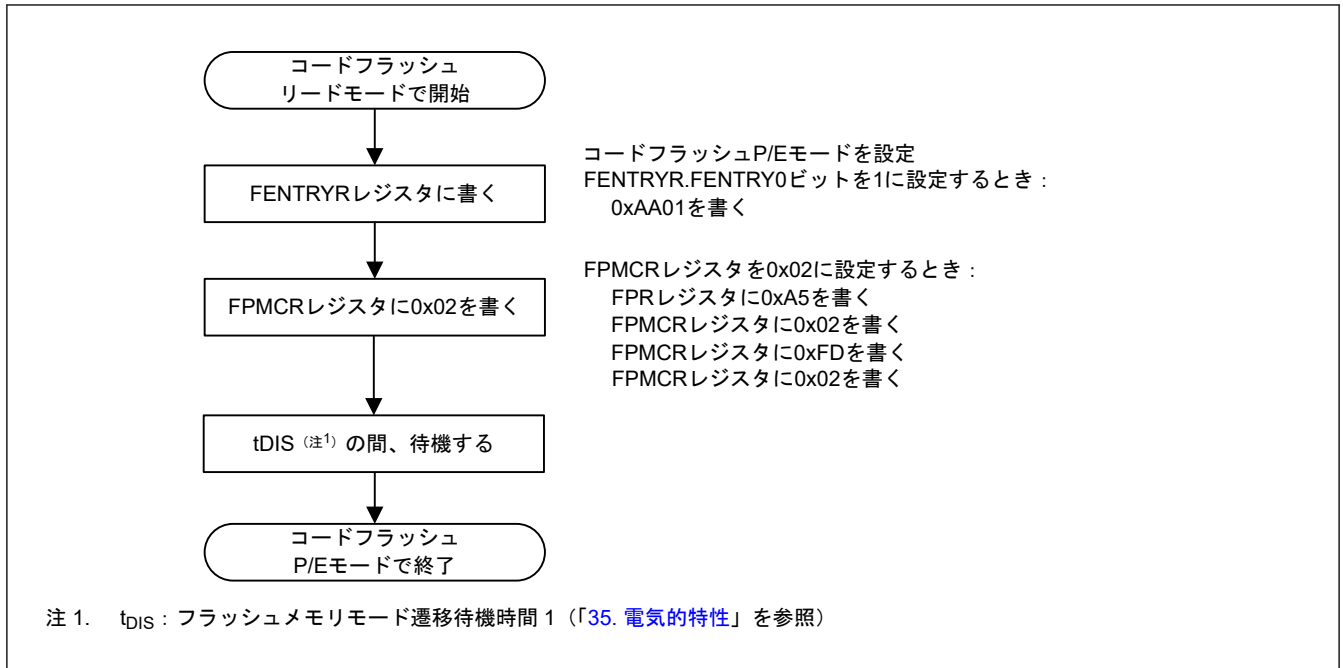 コードフラッシュ
リードモードで開始
FENTRYRレジスタに書く
コードフラッシュP/Eモードを設定
FENTRYR.FENTRY0ビットを1に設定するとき：
0xAA01を書く
FPMCRレジスタに0x02を書く
FPMCRレジスタを0x02に設定するとき：
FPRレジスタに0xA5を書く
FPMCRレジスタに0x02を書く
FPMCRレジスタに0xFDを書く
FPMCRレジスタに0x02を書く
tDIS（注1）の間、待機する
コードフラッシュ
P/Eモードで終了
注 1. tDIS：フラッシュメモリモード遷移待機時間 1（「35. 電気的特性」を参照）